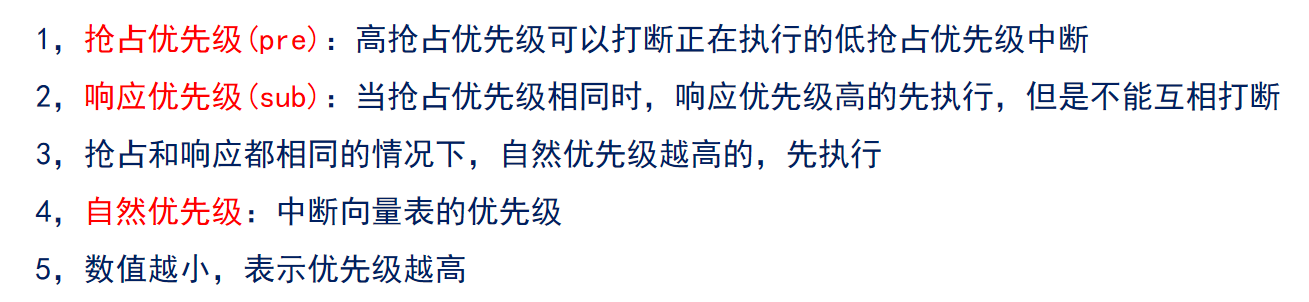 1，抢占优先级(pre)：高抢占优先级可以打断正在执行的低抢占优先级中断
2，响应优先级(sub)：当抢占优先级相同时，响应优先级高的先执行，但是不能互相打断
3，抢占和响应都相同的情况下，自然优先级越高的，先执行
4，自然优先级：中断向量表的优先级
5，数值越小，表示优先级越高